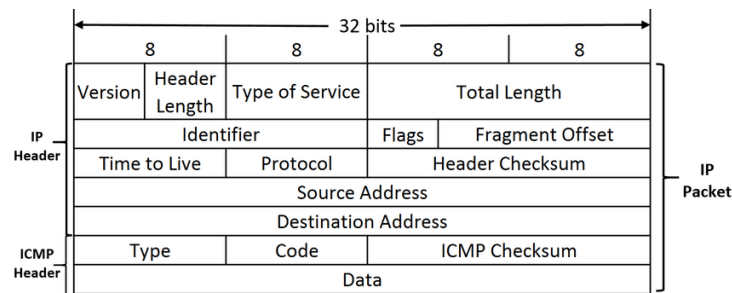 32 bits
8 8 8 8
Version Header Length Type of Service Total Length
IP Header
Identifier Flags Fragment Offset
Time to Live Protocol Header Checksum
IP Packet
Source Address
Destination Address
ICMP Header
Type Code ICMP Checksum
Data